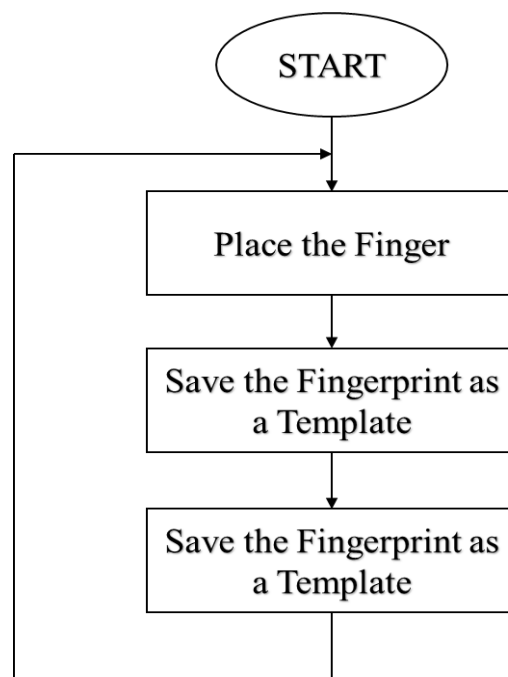 START
Place the Finger
Save the Fingerprint as
a Template
Save the Fingerprint as
a Template